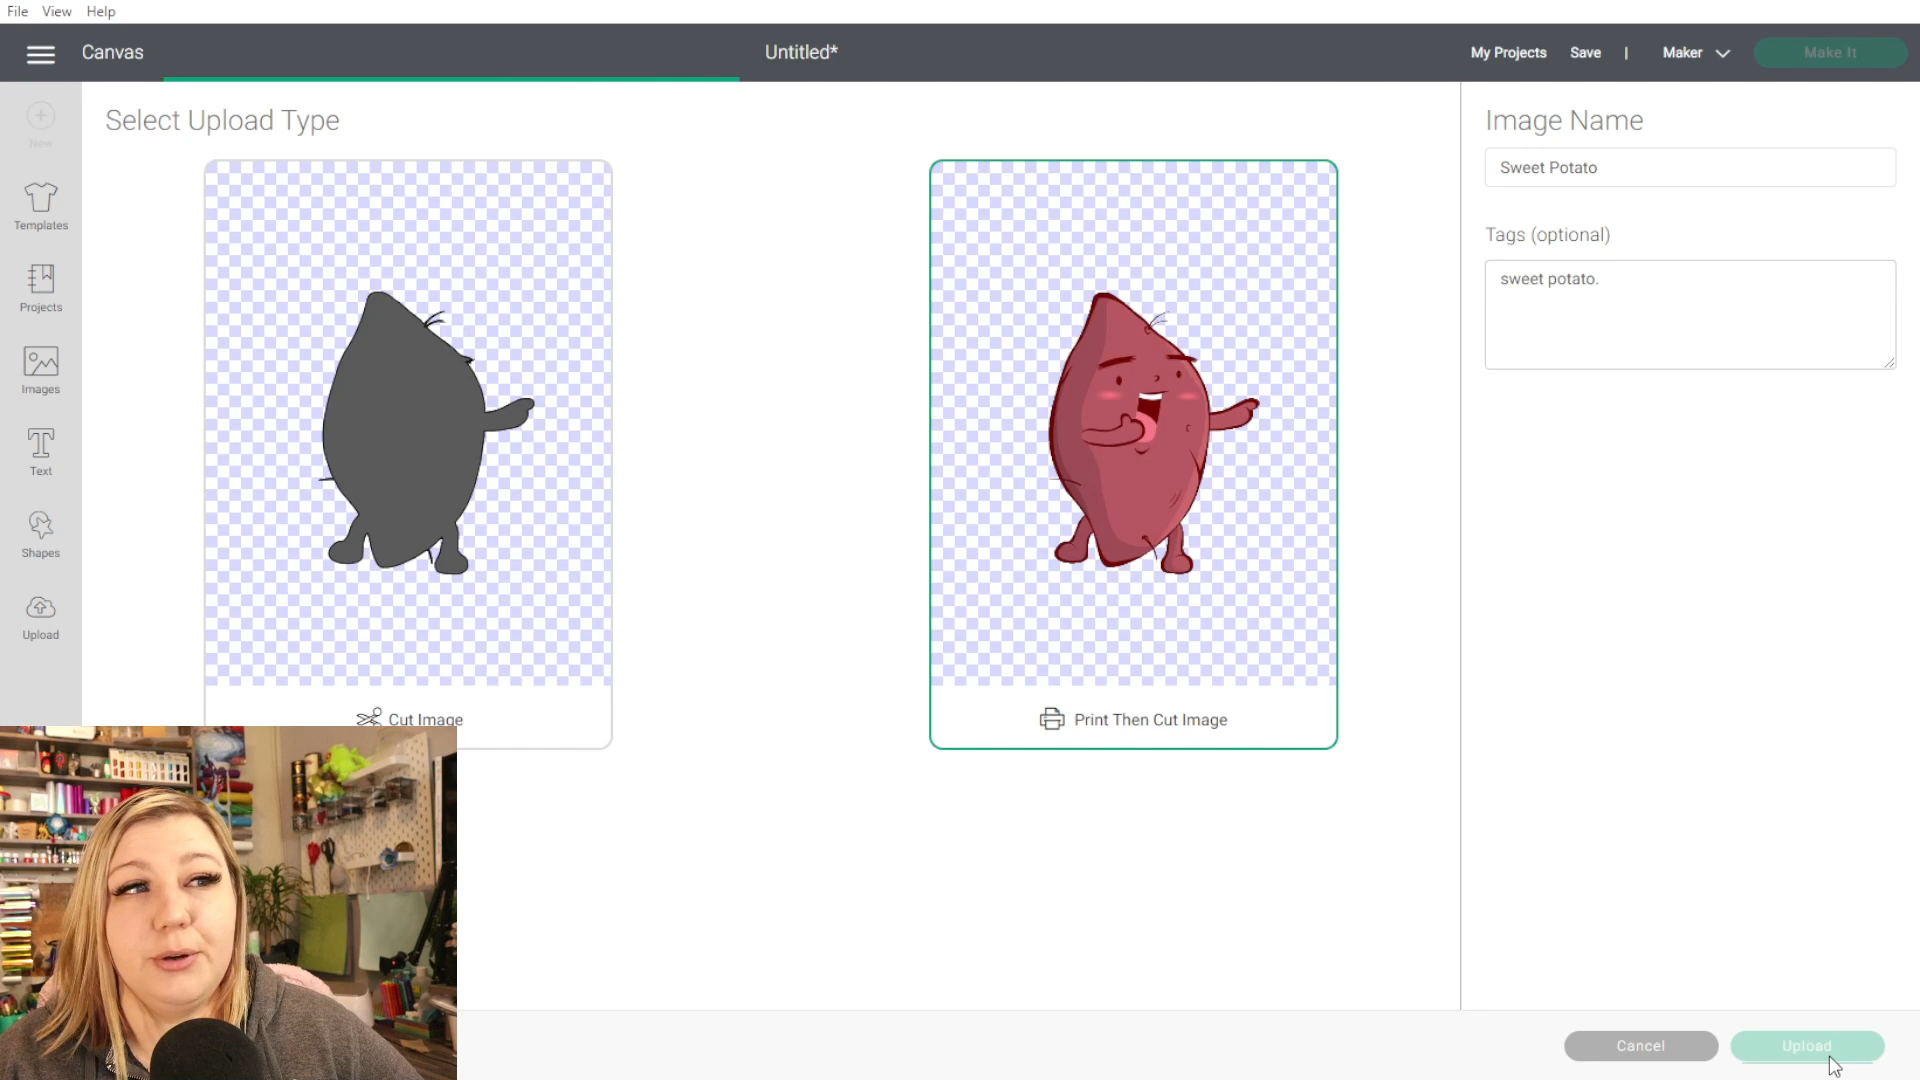 File View Help
Canvas
Untitled*
My Projects Save | Maker Make It
New
Templates
Projects
Images
Text
Shapes
Upload
Select Upload Type
Cut Image
Print Then Cut Image
Image Name
Sweet Potato
Tags (optional)
sweet potato.
Cancel Upload